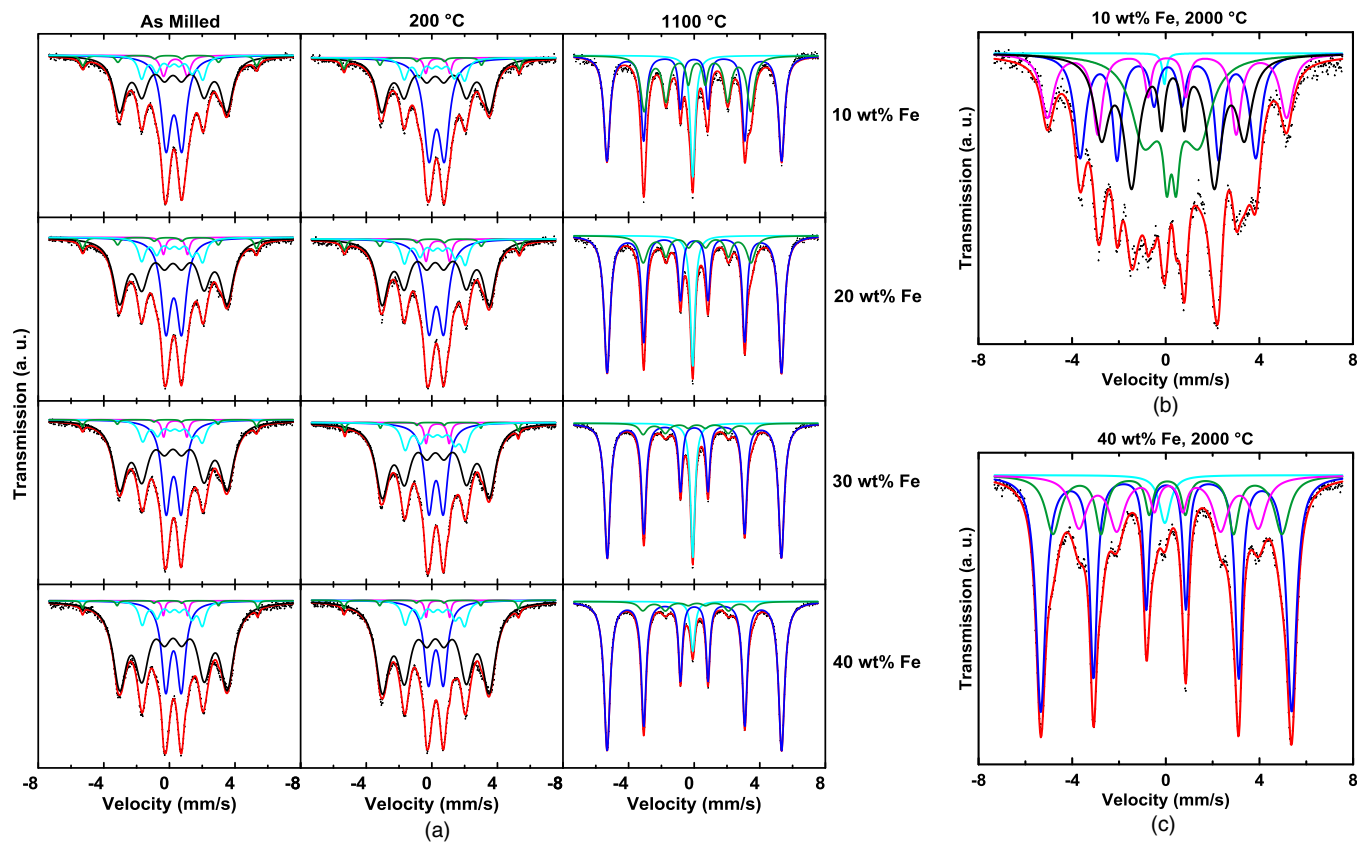 As Milled 200 °C 1100 °C
10 wt% Fe
20 wt% Fe
30 wt% Fe
40 wt% Fe
Transmission (a. u.)
-8 -4 0 4 -8 -4 0 4 -8 -4 0 4 8
Velocity (mm/s) Velocity (mm/s) Velocity (mm/s)
(a)
10 wt% Fe, 2000 °C
Transmission (a. u.)
-8 -4 0 4 8
Velocity (mm/s)
(b)
40 wt% Fe, 2000 °C
Transmission (a. u.)
-8 -4 0 4 8
Velocity (mm/s)
(c)